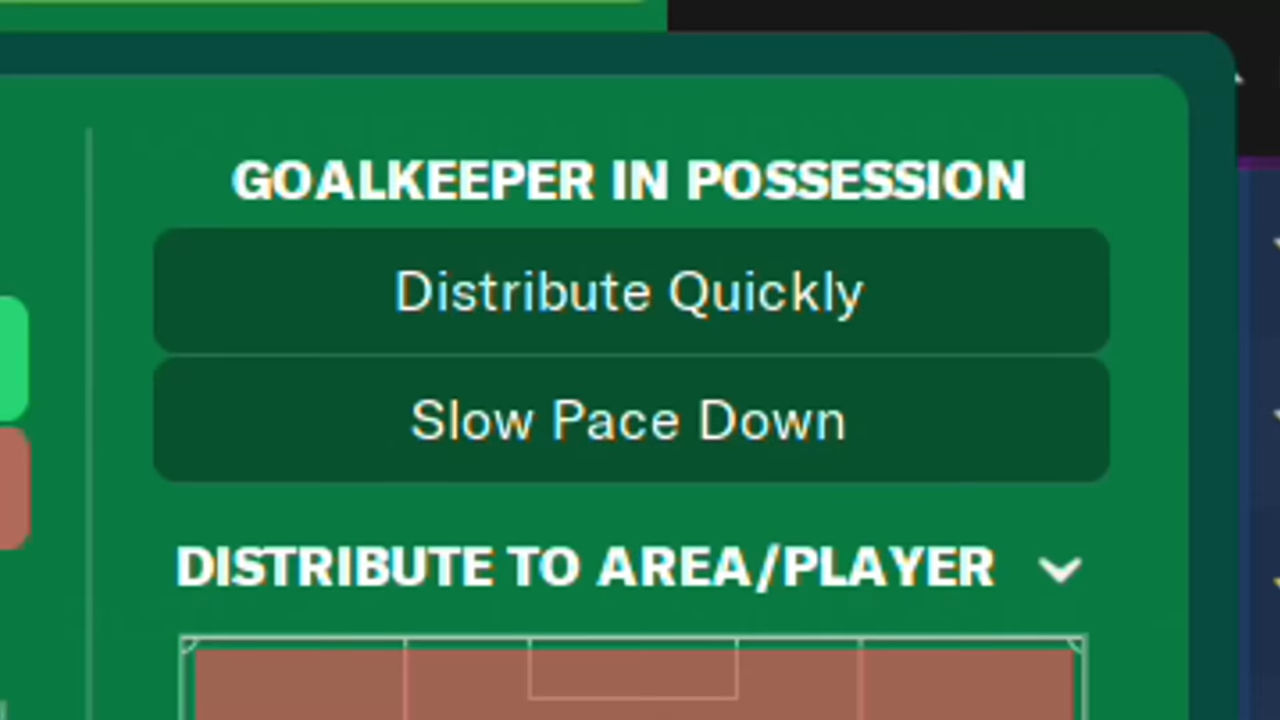 GOALKEEPER IN POSSESSION
Distribute Quickly
Slow Pace Down
DISTRIBUTE TO AREA/PLAYER